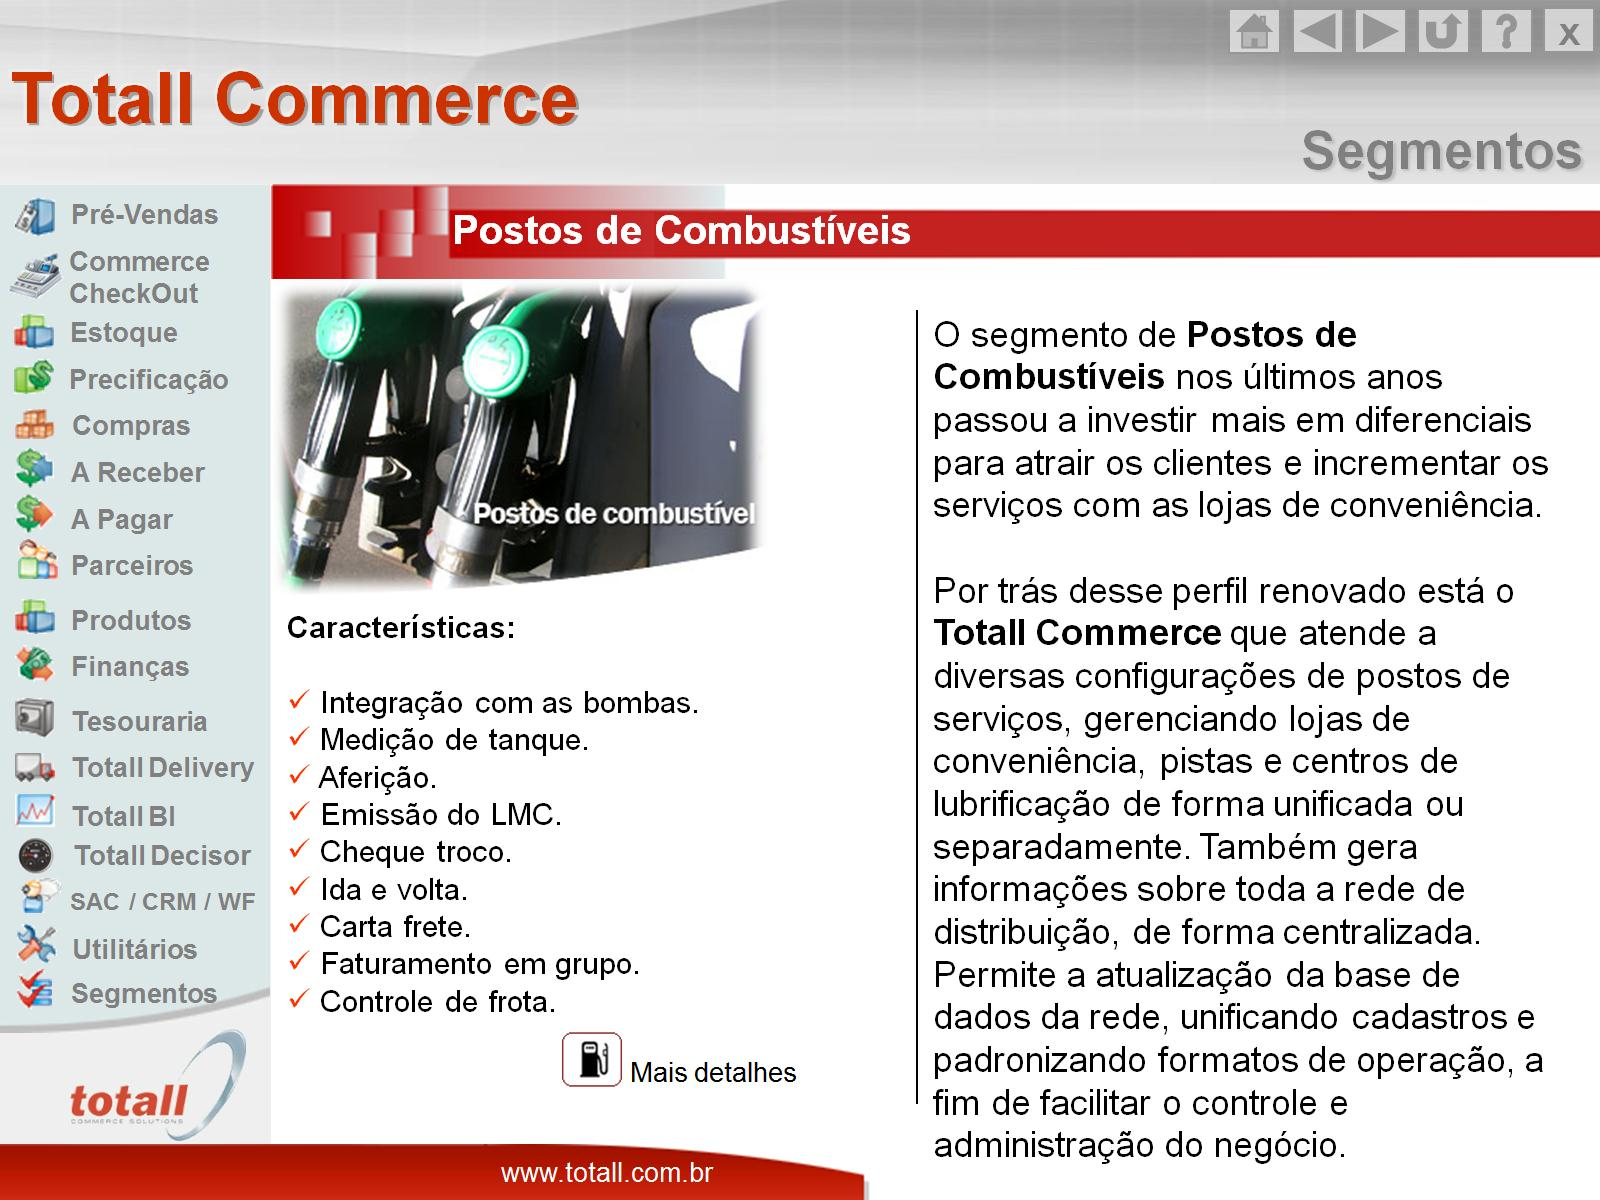 ?
x
Totall Commerce
Segmentos
Pré-Vendas
Commerce
CheckOut
Estoque
Precificação
Compras
A Receber
A Pagar
Parceiros
Produtos
Finanças
Tesouraria
Totall Delivery
Totall BI
Totall Decisor
SAC / CRM / WF
Utilitários
Segmentos
totall
COMMERCE SOLUTIONS
Postos de Combustíveis
Postos de combustível
Características:
Integração com as bombas.
Medição de tanque.
Aferição.
Emissão do LMC.
Cheque troco.
Ida e volta.
Carta frete.
Faturamento em grupo.
Controle de frota.
Mais detalhes
O segmento de Postos de
Combustíveis nos últimos anos
passou a investir mais em diferenciais
para atrair os clientes e incrementar os
serviços com as lojas de conveniência.
Por trás desse perfil renovado está o
Totall Commerce que atende a
diversas configurações de postos de
serviços, gerenciando lojas de
conveniência, pistas e centros de
lubrificação de forma unificada ou
separadamente. Também gera
informações sobre toda a rede de
distribuição, de forma centralizada.
Permite a atualização da base de
dados da rede, unificando cadastros e
padronizando formatos de operação, a
fim de facilitar o controle e
administração do negócio.
www.totall.com.br